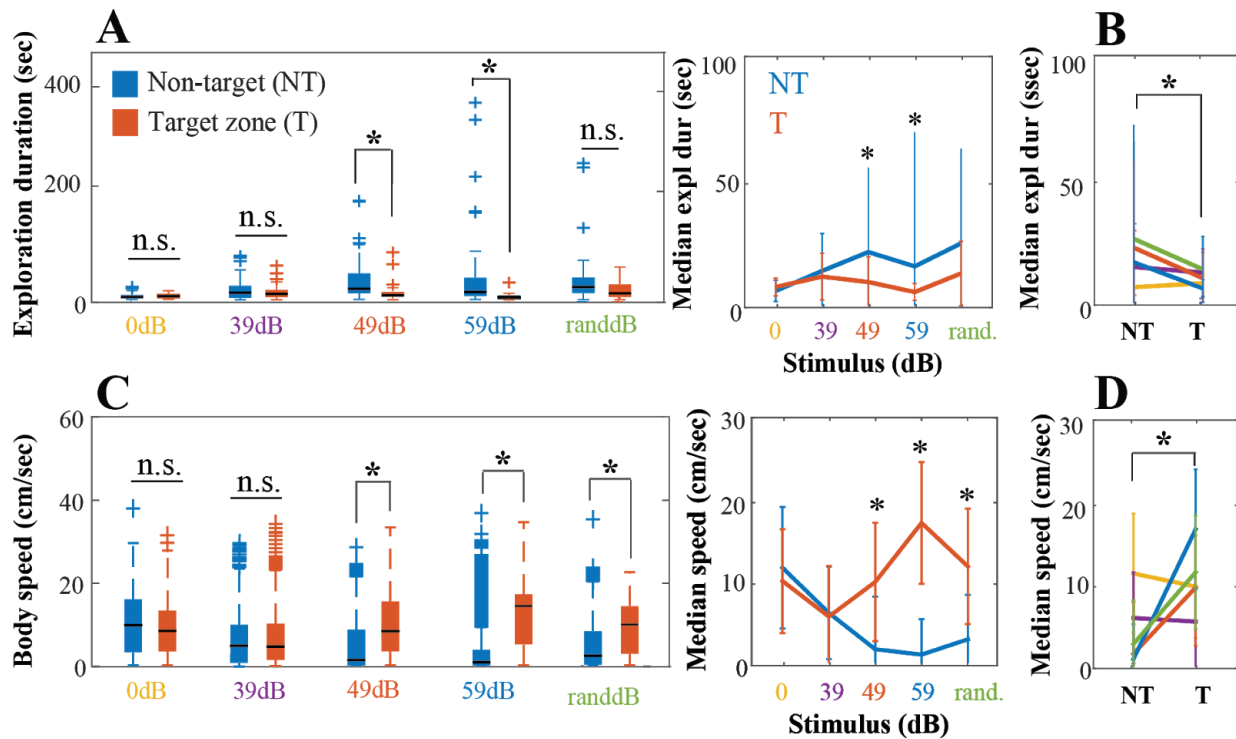 A
Exploration duration (sec)
400
200
0
Non-target (NT)
Target zone (T)
n.s.
n.s.
*
*
n.s.
0dB
39dB
49dB
59dB
randdB
Median expl dur (sec)
100
50
0
NT
T
*
*
0
39
49
59
rand.
Stimulus (dB)
B
Median expl dur (ssec)
100
50
0
*
NT
T
C
Body speed (cm/sec)
60
40
20
0
n.s.
n.s.
*
*
*
0dB
39dB
49dB
59dB
randdB
Median speed (cm/sec)
30
20
10
0
*
*
*
0
39
49
59
rand.
Stimulus (dB)
D
Median speed (cm/sec)
30
20
10
0
*
NT
T